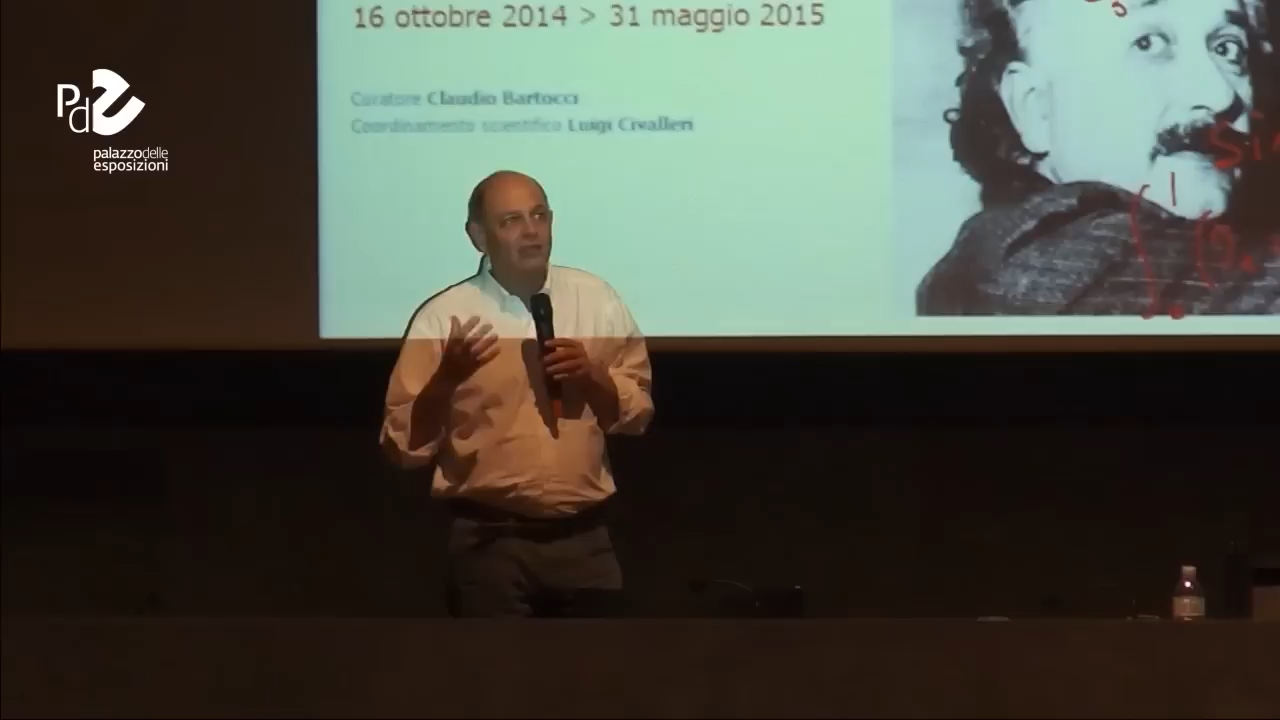 16 ottobre 2014 > 31 maggio 2015
Curatore Claudio Bartocci
Coordinamento scientifico Luigi Civalleri
Pd
palazzodelle
esposizioni